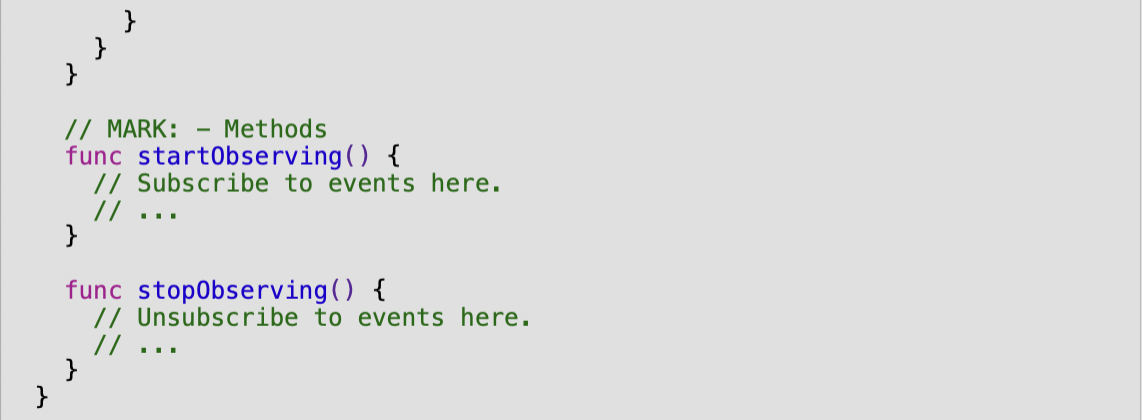 }
    }
  }

  // MARK: - Methods
  func startObserving() {
    // Subscribe to events here.
    // ...
  }

  func stopObserving() {
    // Unsubscribe to events here.
    // ...
  }
}